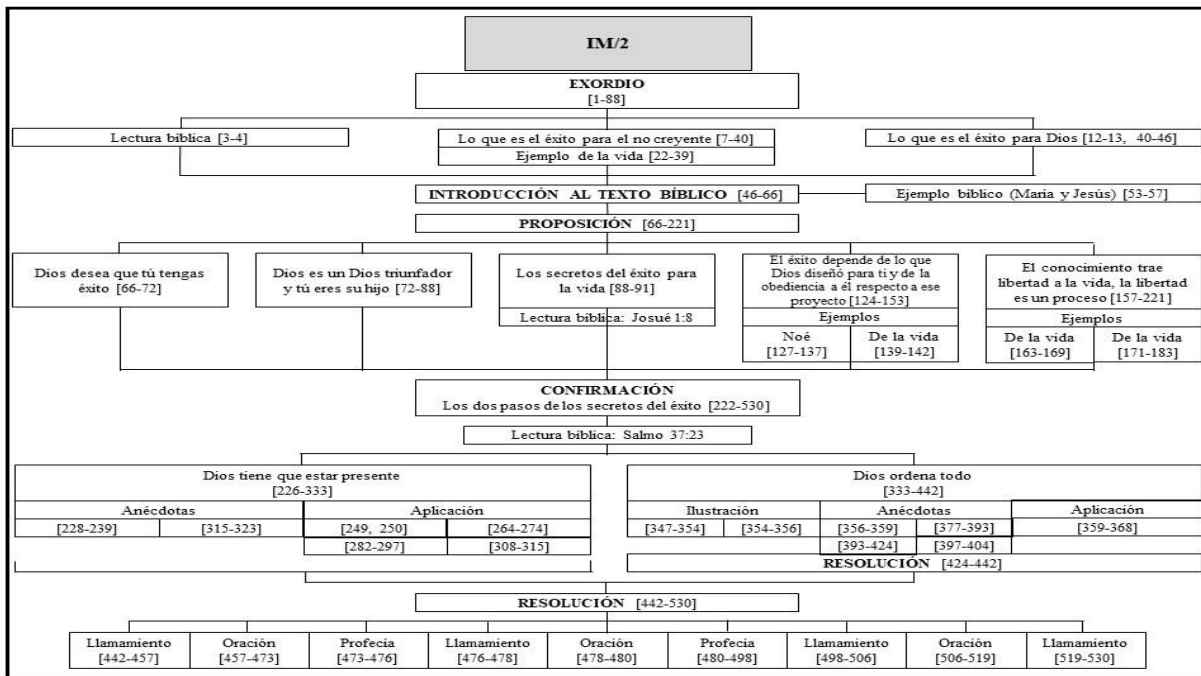 IM/2
EXORDIO
[1-88]
Lectura bíblica [3-4]
Lo que es el éxito para el no creyente [7-40]
Ejemplo de la vida [22-39]
Lo que es el éxito para Dios [12-13, 40-46]
INTRODUCCIÓN AL TEXTO BÍBLICO [46-66]
Ejemplo bíblico (María y Jesús) [53-57]
PROPOSICIÓN [66-221]
Dios desea que tú tengas
éxito [66-72]
Dios es un Dios triunfador
y tú eres su hijo [72-88]
Los secretos del éxito para
la vida [88-91]
Lectura bíblica: Josué 1:8
El éxito depende de lo que
Dios diseñó para ti y de la
obediencia a él respecto a ese
proyecto [124-153]
Ejemplos
Noé
[127-137]
De la vida
[139-142]
El conocimiento trae
libertad a la vida, la libertad
es un proceso [157-221]
Ejemplos
De la vida
[163-169]
De la vida
[171-183]
CONFIRMACIÓN
Los dos pasos de los secretos del éxito [222-530]
Lectura bíblica: Salmo 37:23
Dios tiene que estar presente
[226-333]
Anécdotas
[228-239]
[315-323]
Aplicación
[249, 250]
[264-274]
[282-297]
[308-315]
Dios ordena todo
[333-442]
Ilustración
[347-354]
[354-356]
Anécdotas
[356-359]
[377-393]
[393-424]
[397-404]
Aplicación
[359-368]
RESOLUCIÓN [424-442]
RESOLUCIÓN [442-530]
Llamamiento
[442-457]
Oración
[457-473]
Profecía
[473-476]
Llamamiento
[476-478]
Oración
[478-480]
Profecía
[480-498]
Llamamiento
[498-506]
Oración
[506-519]
Llamamiento
[519-530]